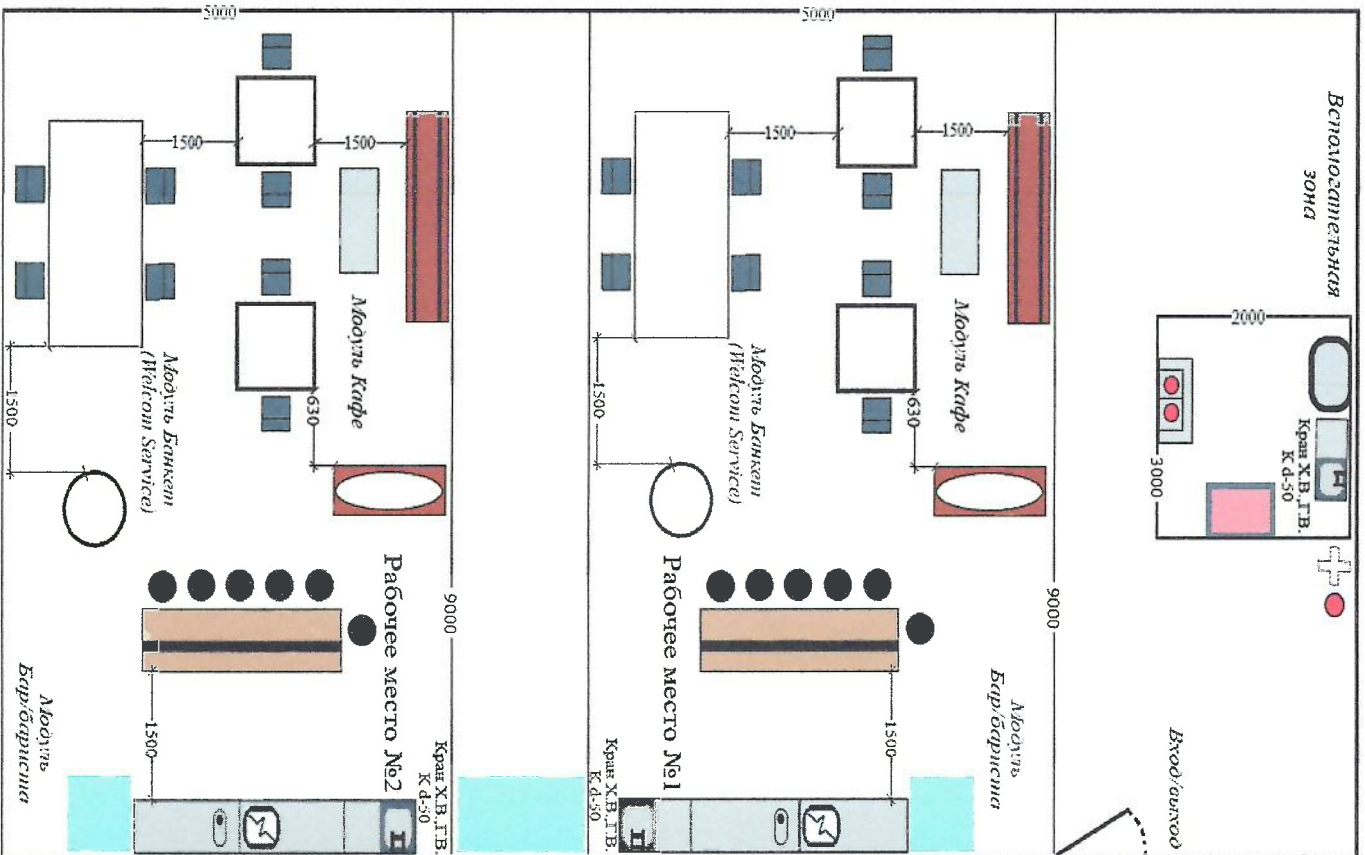 5000
5000
Вспомогательная
зона
1500
1500
1500
1500
2000
Кран Х.В.,Г.В.
К d-50
3000
Модуль Кафе
Модуль Кафе
630
630
Модуль Банкет
(Welcom Service)
Модуль Банкет
(Welcom Service)
1500
1500
9000
9000
Рабочее место №2
Рабочее место №1
Модуль
Бар/бариста
Модуль
Бар/бариста
1500
1500
Кран Х.В.,Г.В.
К d-50
Кран Х.В.,Г.В.
К d-50
Вход/выход